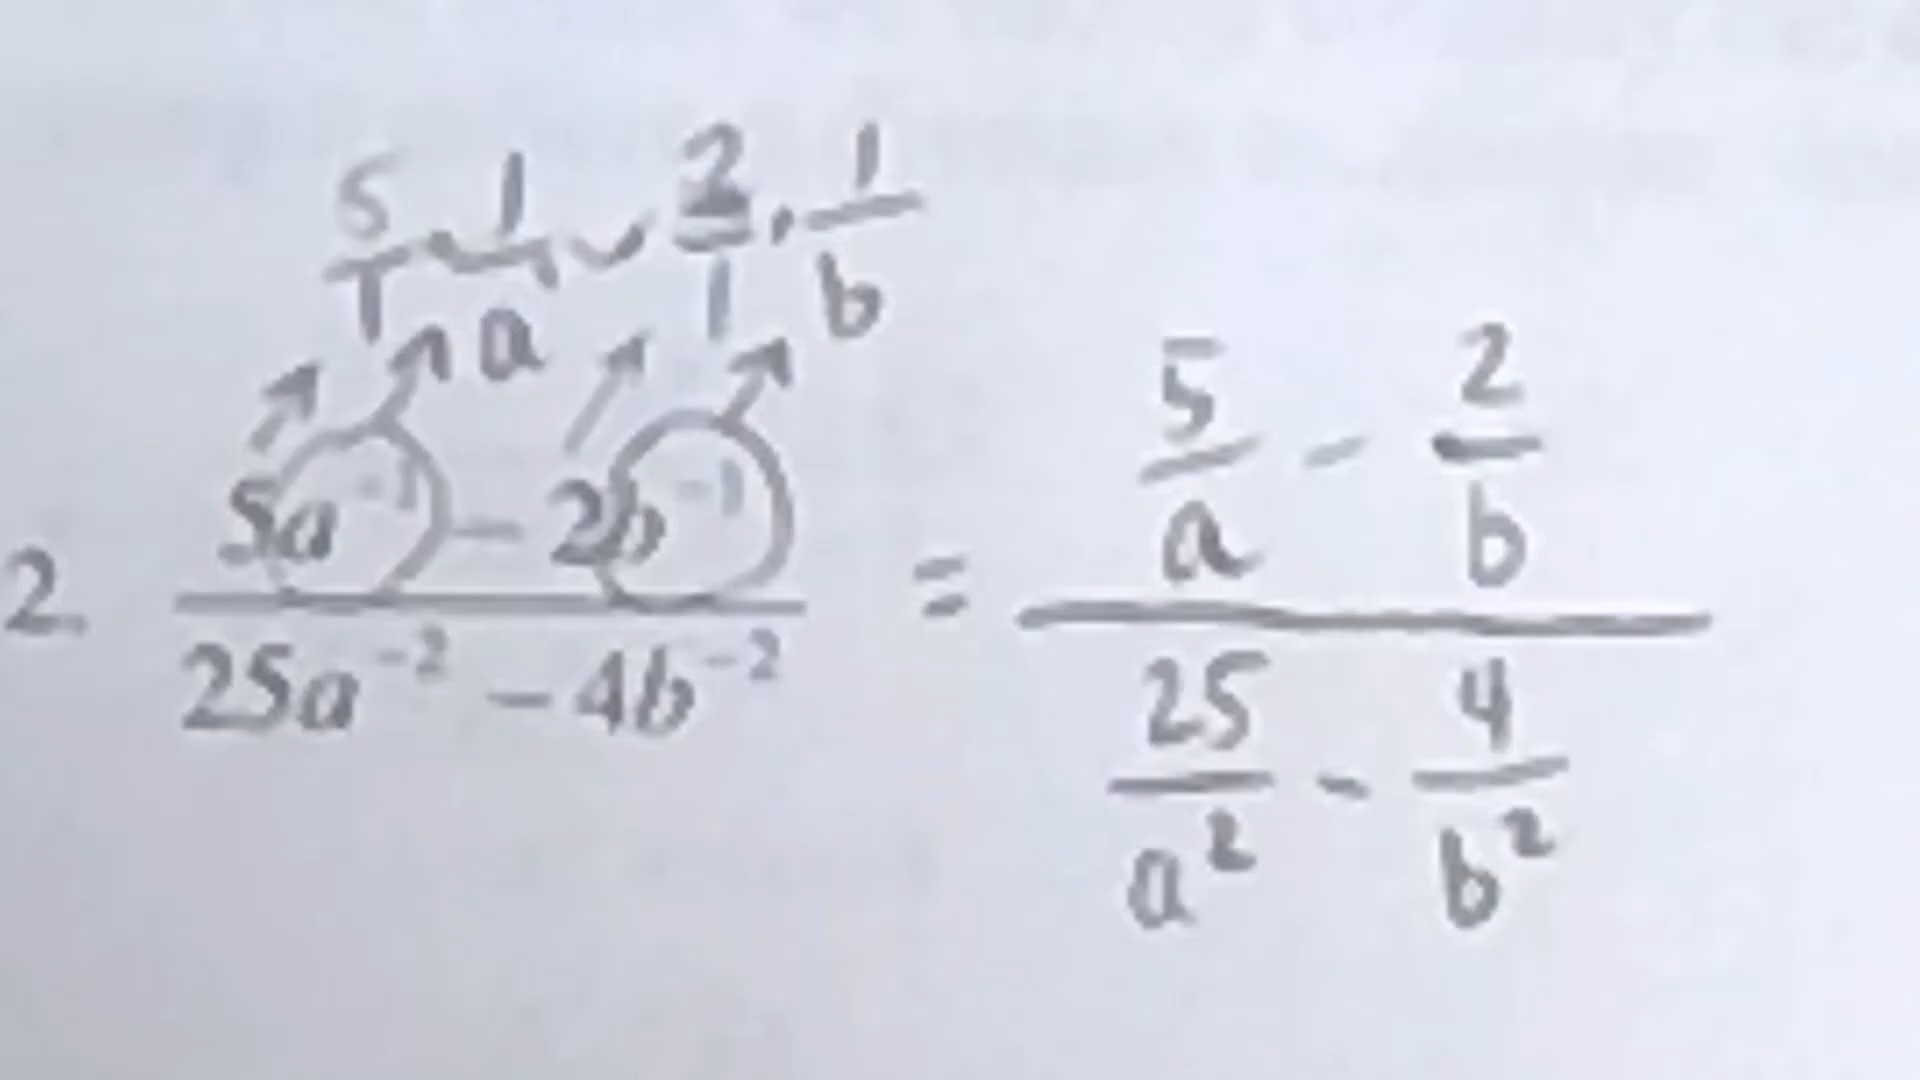 5/1 · 1/a - 2/1 · 1/b
2. (5a⁻¹ - 2b⁻¹)/(25a⁻² - 4b⁻²) = (5/a - 2/b)/(25/a² - 4/b²)